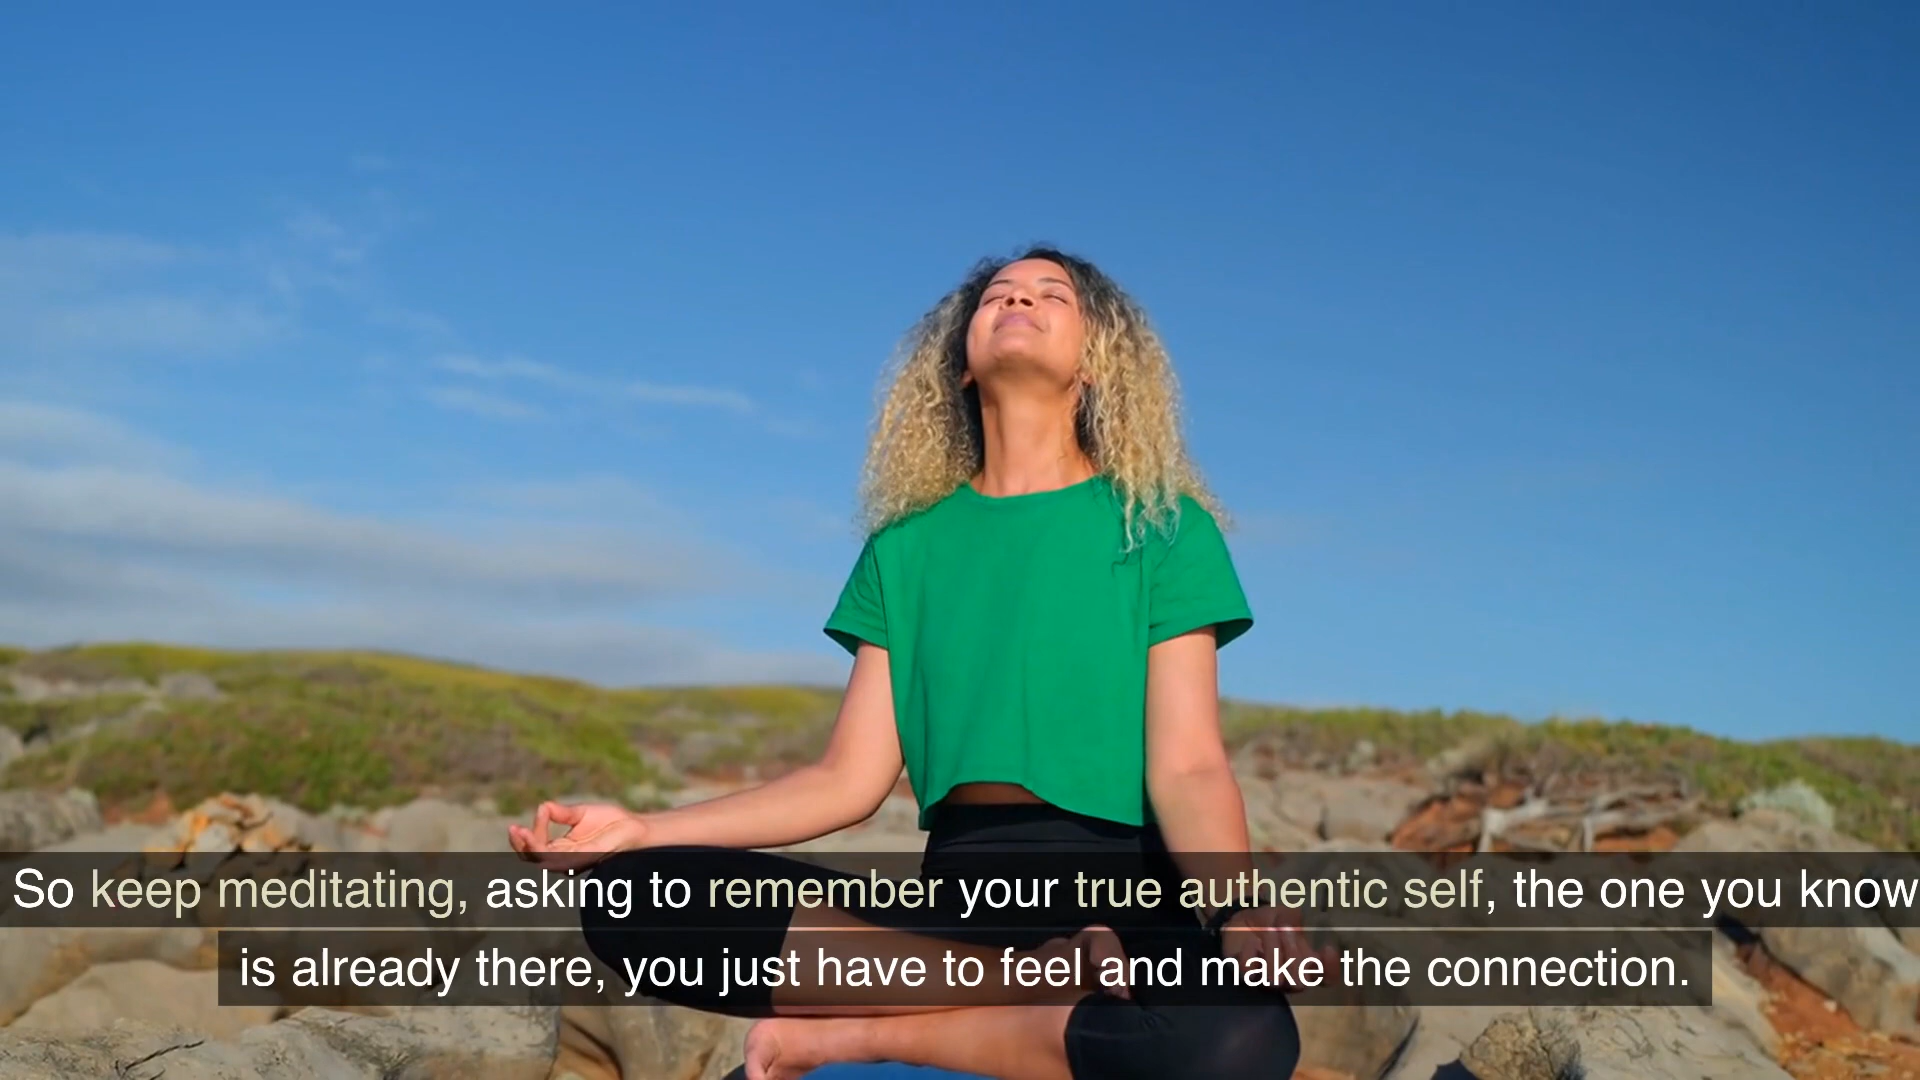 So keep meditating, asking to remember your true authentic self, the one you know
is already there, you just have to feel and make the connection.